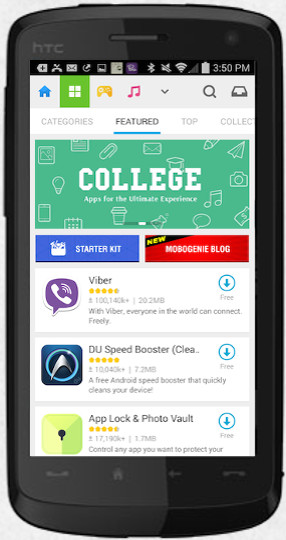 hTC
3:50 PM
CATEGORIES FEATURED TOP COLLECT
COLLEGE
Apps for the Ultimate Experience
STARTER KIT
NEW
MOBOGENIE BLOG
Viber
100,140k+ | 20.2MB
Free
With Viber, everyone in the world can connect.
Freely.
DU Speed Booster (Clea..
10,040k+ | 7.2MB
Free
A free Android speed booster that quickly
cleans your device!
App Lock & Photo Vault
17,190k+ | 1.7MB
Free
Control any app you want to protect your